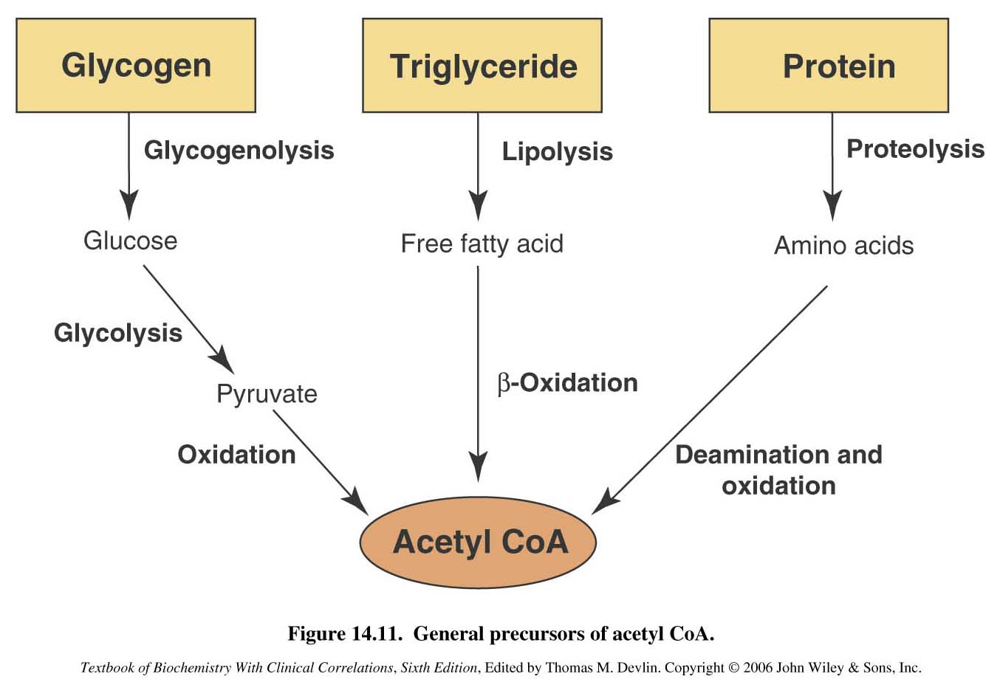 Glycogen
Triglyceride
Protein
Glycogenolysis
Lipolysis
Proteolysis
Glucose
Free fatty acid
Amino acids
Glycolysis
Pyruvate
β-Oxidation
Oxidation
Deamination and
oxidation
Acetyl CoA
Figure 14.11. General precursors of acetyl CoA.
Textbook of Biochemistry With Clinical Correlations, Sixth Edition, Edited by Thomas M. Devlin. Copyright © 2006 John Wiley & Sons, Inc.